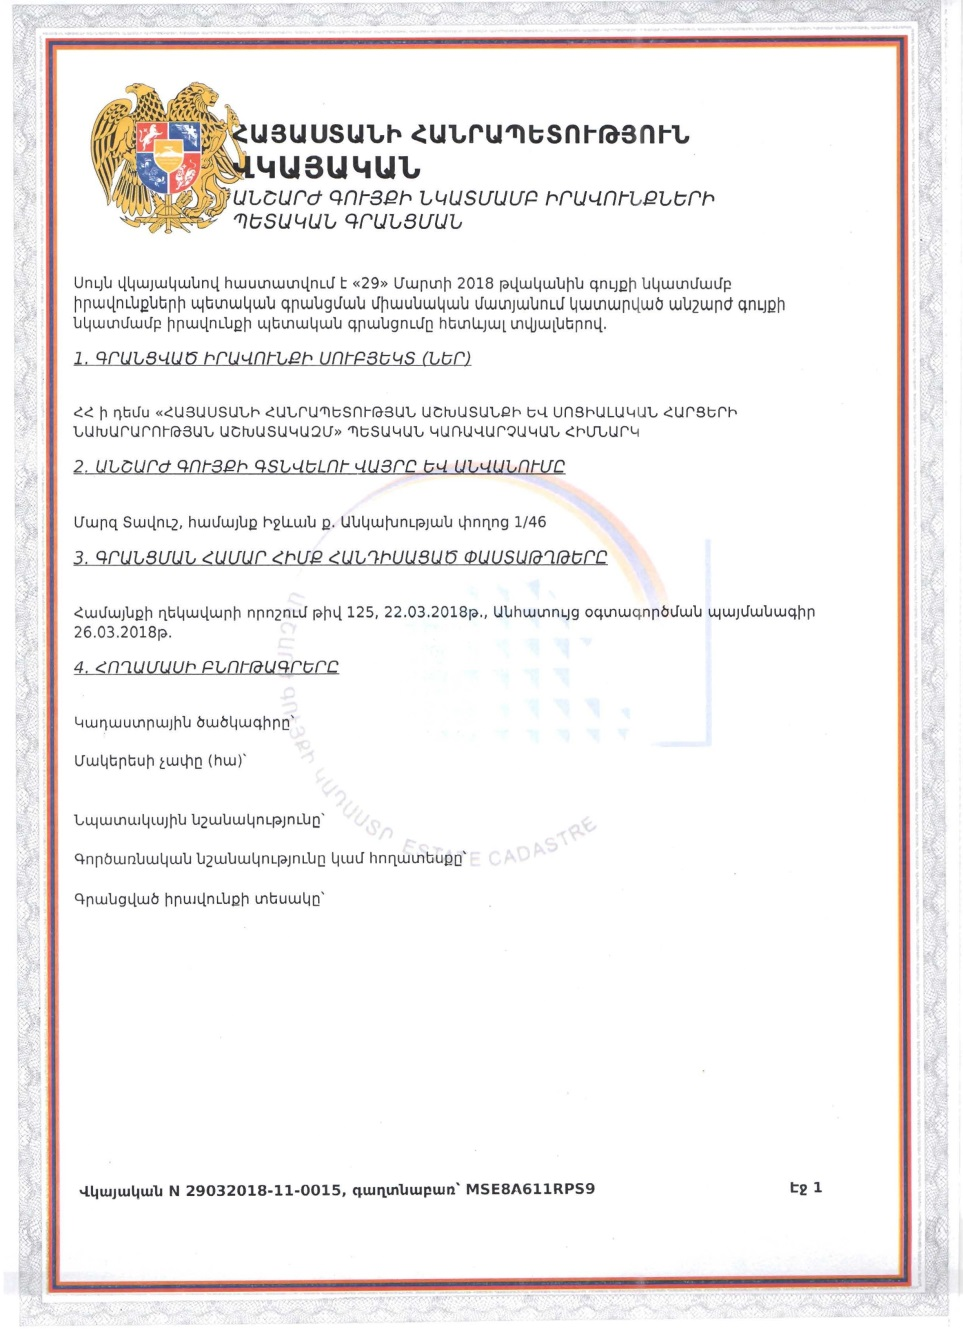 ՀԱՅԱՍՏԱՆԻ ՀԱՆՐԱՊԵՏՈՒԹՅՈՒՆ
ՎԿԱՅԱԿԱՆ
ԱՆՇԱՐԺ ԳՈՒՅՔԻ ՆԿԱՏՄԱՄԲ ԻՐԱՎՈՒՆՔՆԵՐԻ
ՊԵՏԱԿԱՆ ԳՐԱՆՑՄԱՆ
Սույն վկայականով հաստատվում է «29» Մարտի 2018 թվականին գույքի նկատմամբ
իրավունքների պետական գրանցման միասնական մատյանում կատարված անշարժ գույքի
նկատմամբ իրավունքի պետական գրանցումը հետևյալ տվյալներով.
1. ԳՐԱՆՑՎԱԾ ԻՐԱՎՈՒՆՔԻ ՍՈՒԲՅԵԿՏ (ՆԵՐ)
ՀՀ ի դեմս «ՀԱՅԱՍՏԱՆԻ ՀԱՆՐԱՊԵՏՈՒԹՅԱՆ ԱՇԽԱՏԱՆՔԻ ԵՎ ՍՈՑԻԱԼԱԿԱՆ ՀԱՐՑԵՐԻ
ՆԱԽԱՐԱՐՈՒԹՅԱՆ ԱՇԽԱՏԱԿԱԶՄ» ՊԵՏԱԿԱՆ ԿԱՌԱՎԱՐՉԱԿԱՆ ՀԻՄՆԱՐԿ
2. ԱՆՇԱՐԺ ԳՈՒՅՔԻ ԳՏՆՎԵԼՈՒ ՎԱՅՐԸ ԵՎ ԱՆՎԱՆՈՒՄԸ
Մարզ Տավուշ, համայնք Իջևան ք. Անկախության փողոց 1/46
3. ԳՐԱՆՑՄԱՆ ՀԱՄԱՐ ՀԻՄՔ ՀԱՆԴԻՍԱՑԱԾ ՓԱՍՏԱԹՂԹԵՐԸ
Համայնքի ղեկավարի որոշում թիվ 125, 22.03.2018թ., Անհատույց օգտագործման պայմանագիր
26.03.2018թ.
4. ՀՈՂԱՄԱՍԻ ԲՆՈՒԹԱԳՐԵՐԸ
Կադաստրային ծածկագիրը՝
Մակերեսի չափը (հա)՝
Նպատակային նշանակությունը՝
Գործառնական նշանակությունը կամ հողատեսքը՝
Գրանցված իրավունքի տեսակը՝
ԳՈՒՅՔԻ ԿԱԴԱՍՏՐ ESTATE CADASTRE
Վկայական N 29032018-11-0015, գաղտնաբառ՝ MSE8A611RPS9
Էջ 1